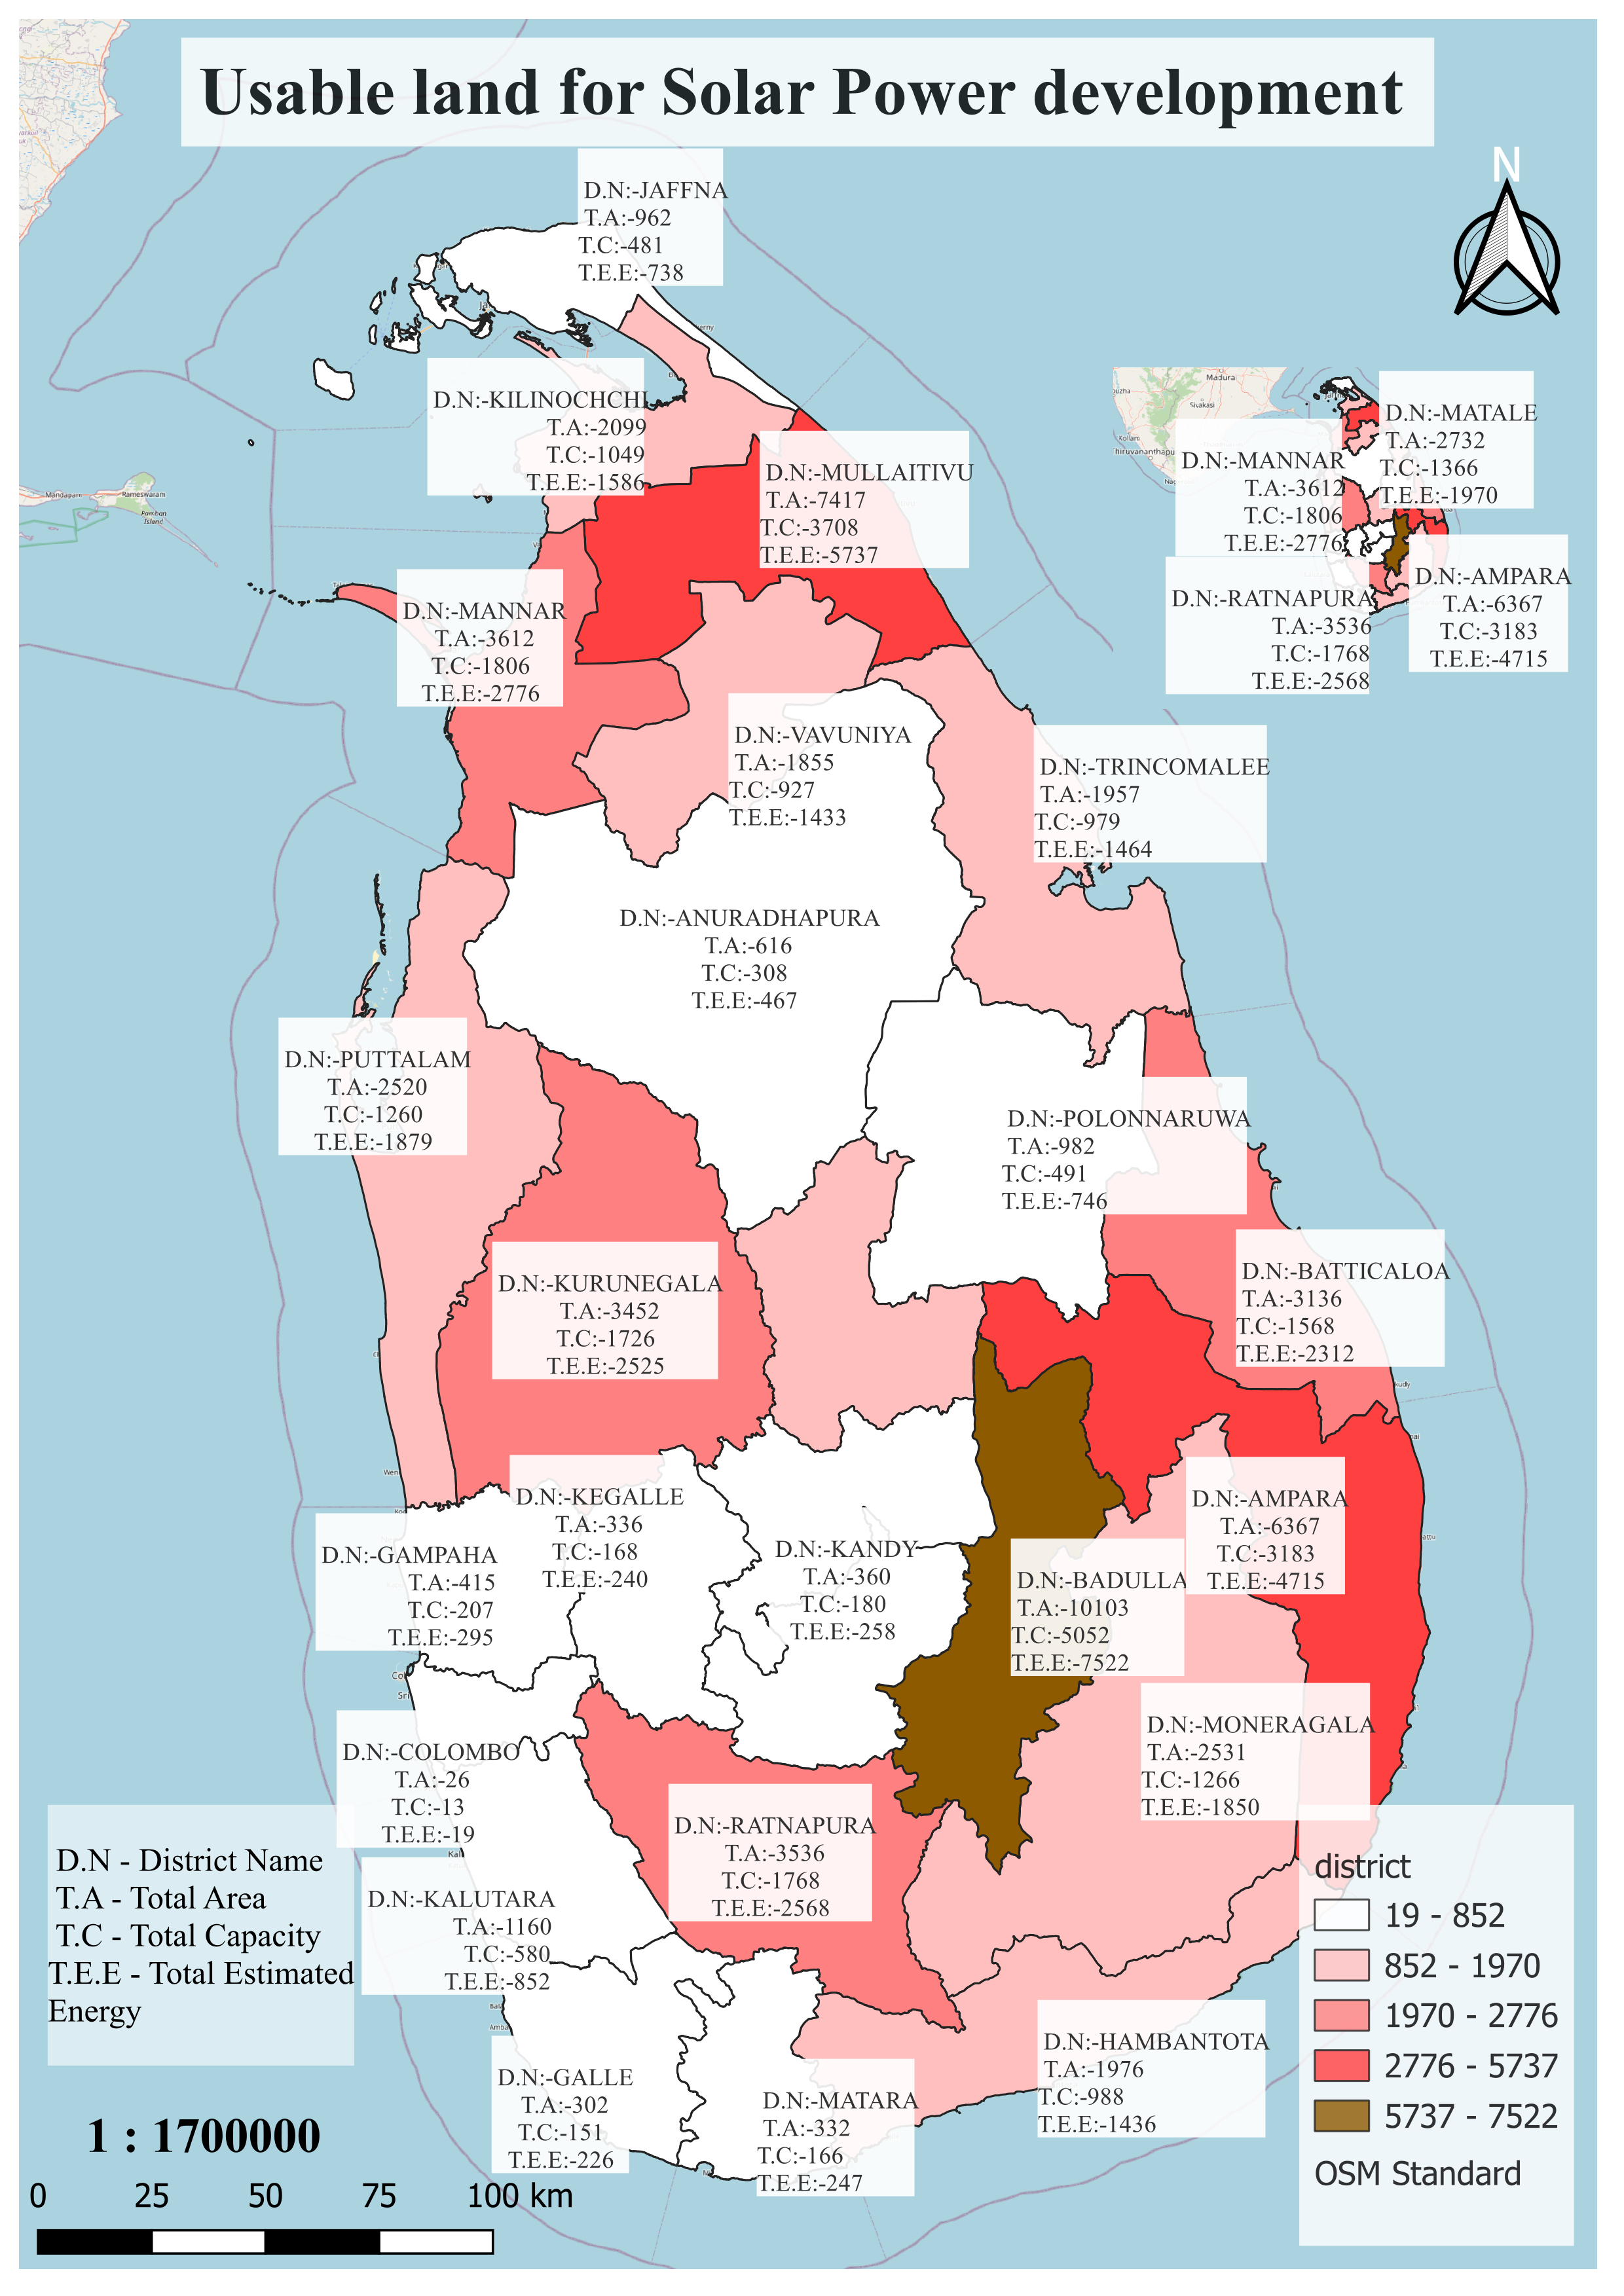 Usable land for Solar Power development
N
D.N:-JAFFNA
T.A:-962
T.C:-481
T.E.E:-738
D.N:-KILINOCHCHI
T.A:-2099
T.C:-1049
T.E.E:-1586
D.N:-MULLAITIVU
T.A:-7417
T.C:-3708
T.E.E:-5737
D.N:-MANNAR
T.A:-3612
T.C:-1806
T.E.E:-2776
Madurai
Sivakasi
Kollam
D.N:-MATALE
T.A:-2732
T.C:-1366
T.E.E:-1970
D.N:-MANNAR
T.A:-3612
T.C:-1806
T.E.E:-2776
D.N:-AMPARA
T.A:-6367
T.C:-3183
T.E.E:-4715
D.N:-RATNAPURA
T.A:-3536
T.C:-1768
T.E.E:-2568
Mandapam
Rameswaram
Pamban
Island
D.N:-VAVUNIYA
T.A:-1855
T.C:-927
T.E.E:-1433
D.N:-TRINCOMALEE
T.A:-1957
T.C:-979
T.E.E:-1464
D.N:-ANURADHAPURA
T.A:-616
T.C:-308
T.E.E:-467
D.N:-PUTTALAM
T.A:-2520
T.C:-1260
T.E.E:-1879
D.N:-POLONNARUWA
T.A:-982
T.C:-491
T.E.E:-746
D.N:-KURUNEGALA
T.A:-3452
T.C:-1726
T.E.E:-2525
D.N:-BATTICALOA
T.A:-3136
T.C:-1568
T.E.E:-2312
D.N:-KEGALLE
T.A:-336
T.C:-168
T.E.E:-240
D.N:-GAMPAHA
T.A:-415
T.C:-207
T.E.E:-295
D.N:-KANDY
T.A:-360
T.C:-180
T.E.E:-258
D.N:-AMPARA
T.A:-6367
T.C:-3183
T.E.E:-4715
D.N:-BADULLA
T.A:-10103
T.C:-5052
T.E.E:-7522
D.N:-MONERAGALA
T.A:-2531
T.C:-1266
T.E.E:-1850
D.N:-COLOMBO
T.A:-26
T.C:-13
T.E.E:-19
D.N:-RATNAPURA
T.A:-3536
T.C:-1768
T.E.E:-2568
D.N:-KALUTARA
T.A:-1160
T.C:-580
T.E.E:-852
D.N:-GALLE
T.A:-302
T.C:-151
T.E.E:-226
D.N:-MATARA
T.A:-332
T.C:-166
T.E.E:-247
D.N:-HAMBANTOTA
T.A:-1976
T.C:-988
T.E.E:-1436
D.N - District Name
T.A - Total Area
T.C - Total Capacity
T.E.E - Total Estimated
Energy
1 : 1700000
0 25 50 75 100 km
district
19 - 852
852 - 1970
1970 - 2776
2776 - 5737
5737 - 7522
OSM Standard